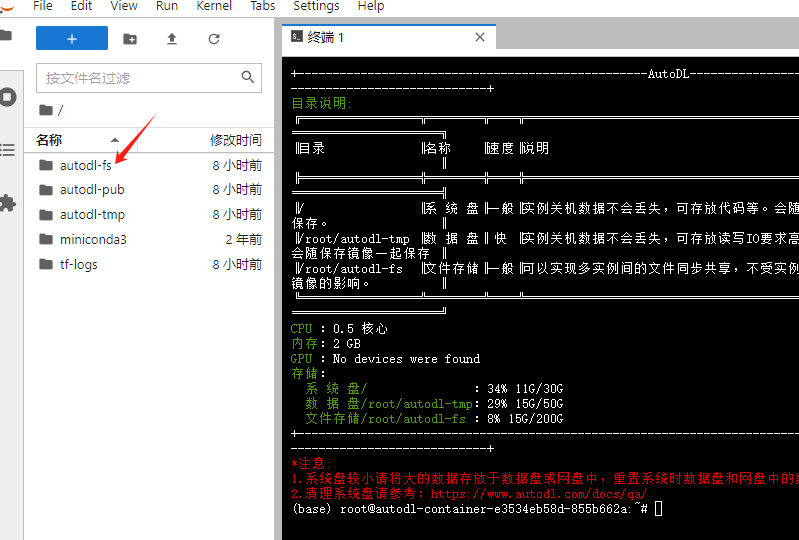 File Edit View Run Kernel Tabs Settings Help
终端 1
按文件名过滤
/
名称 修改时间
autodl-fs 8 小时前
autodl-pub 8 小时前
autodl-tmp 8 小时前
miniconda3 2 年前
tf-logs 8 小时前
+--------------------------------------------------AutoDL----------------
----------------------------+
目录说明:
║目录 ║名称 ║速度║说明
║/ ║系 统 盘║一般║实例关机数据不会丢失，可存放代码等。会随
保存。 ║
║/root/autodl-tmp ║数 据 盘║ 快 ║实例关机数据不会丢失，可存放读写IO要求高
会随保存镜像一起保存 ║
║/root/autodl-fs ║文件存储║一般║可以实现多实例间的文件同步共享，不受实例
镜像的影响。 ║
CPU : 0.5 核心
内存: 2 GB
GPU : No devices were found
存储:
系 统 盘/ : 34% 11G/30G
数 据 盘/root/autodl-tmp: 29% 15G/50G
文件存储/root/autodl-fs : 8% 15G/200G
+------------------------------------------------------------------------
----------------------------+
*注意:
1.系统盘较小请将大的数据存放于数据盘或网盘中，重置系统时数据盘和网盘中的数
2.清理系统盘请参考：https://www.autodl.com/docs/qa/
(base) root@autodl-container-e3534eb58d-855b662a:~#